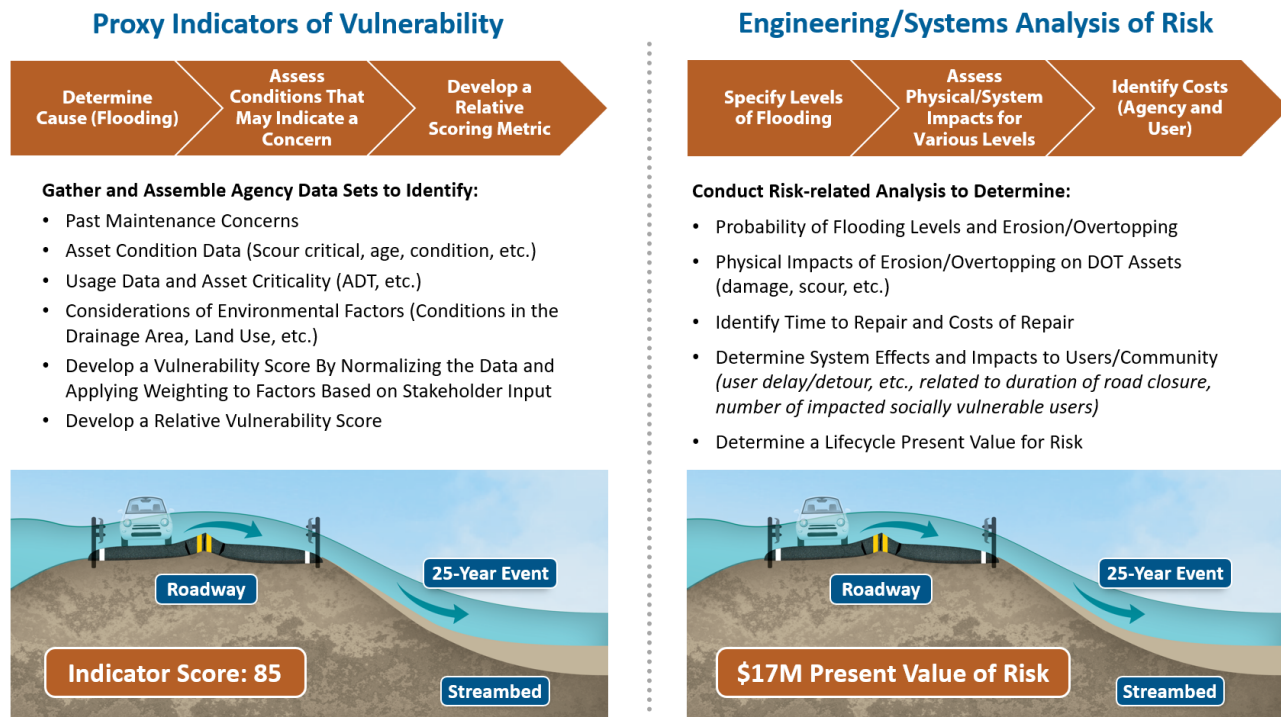 Proxy Indicators of Vulnerability
Determine
Cause (Flooding)
Assess
Conditions That
May Indicate a
Concern
Develop a
Relative
Scoring Metric
Gather and Assemble Agency Data Sets to Identify:
• Past Maintenance Concerns
• Asset Condition Data (Scour critical, age, condition, etc.)
• Usage Data and Asset Criticality (ADT, etc.)
• Considerations of Environmental Factors (Conditions in the
Drainage Area, Land Use, etc.)
• Develop a Vulnerability Score By Normalizing the Data and
Applying Weighting to Factors Based on Stakeholder Input
• Develop a Relative Vulnerability Score
25-Year Event
Roadway
Indicator Score: 85
Streambed
Engineering/Systems Analysis of Risk
Specify Levels
of Flooding
Assess
Physical/System
Impacts for
Various Levels
Identify Costs
(Agency and
User)
Conduct Risk-related Analysis to Determine:
• Probability of Flooding Levels and Erosion/Overtopping
• Physical Impacts of Erosion/Overtopping on DOT Assets
(damage, scour, etc.)
• Identify Time to Repair and Costs of Repair
• Determine System Effects and Impacts to Users/Community
(user delay/detour, etc., related to duration of road closure,
number of impacted socially vulnerable users)
• Determine a Lifecycle Present Value for Risk
25-Year Event
Roadway
$17M Present Value of Risk
Streambed